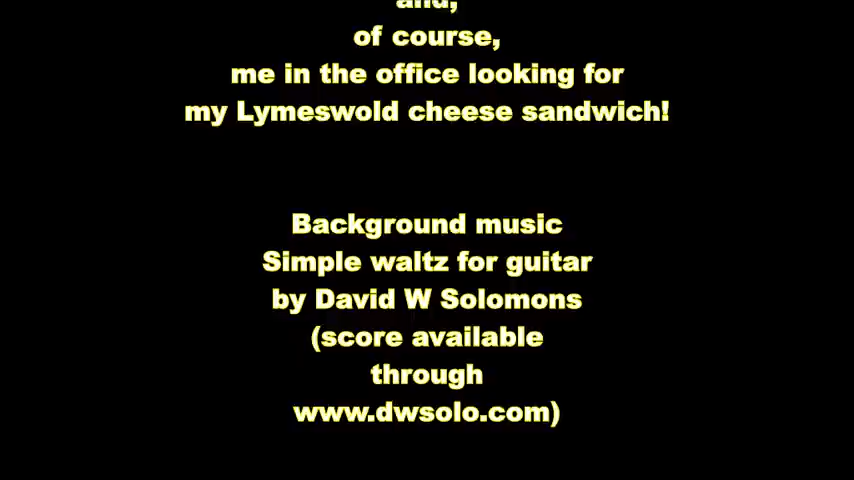 and,
of course,
me in the office looking for
my Lymeswold cheese sandwich!
Background music
Simple waltz for guitar
by David W Solomons
(score available
through
www.dwsolo.com)